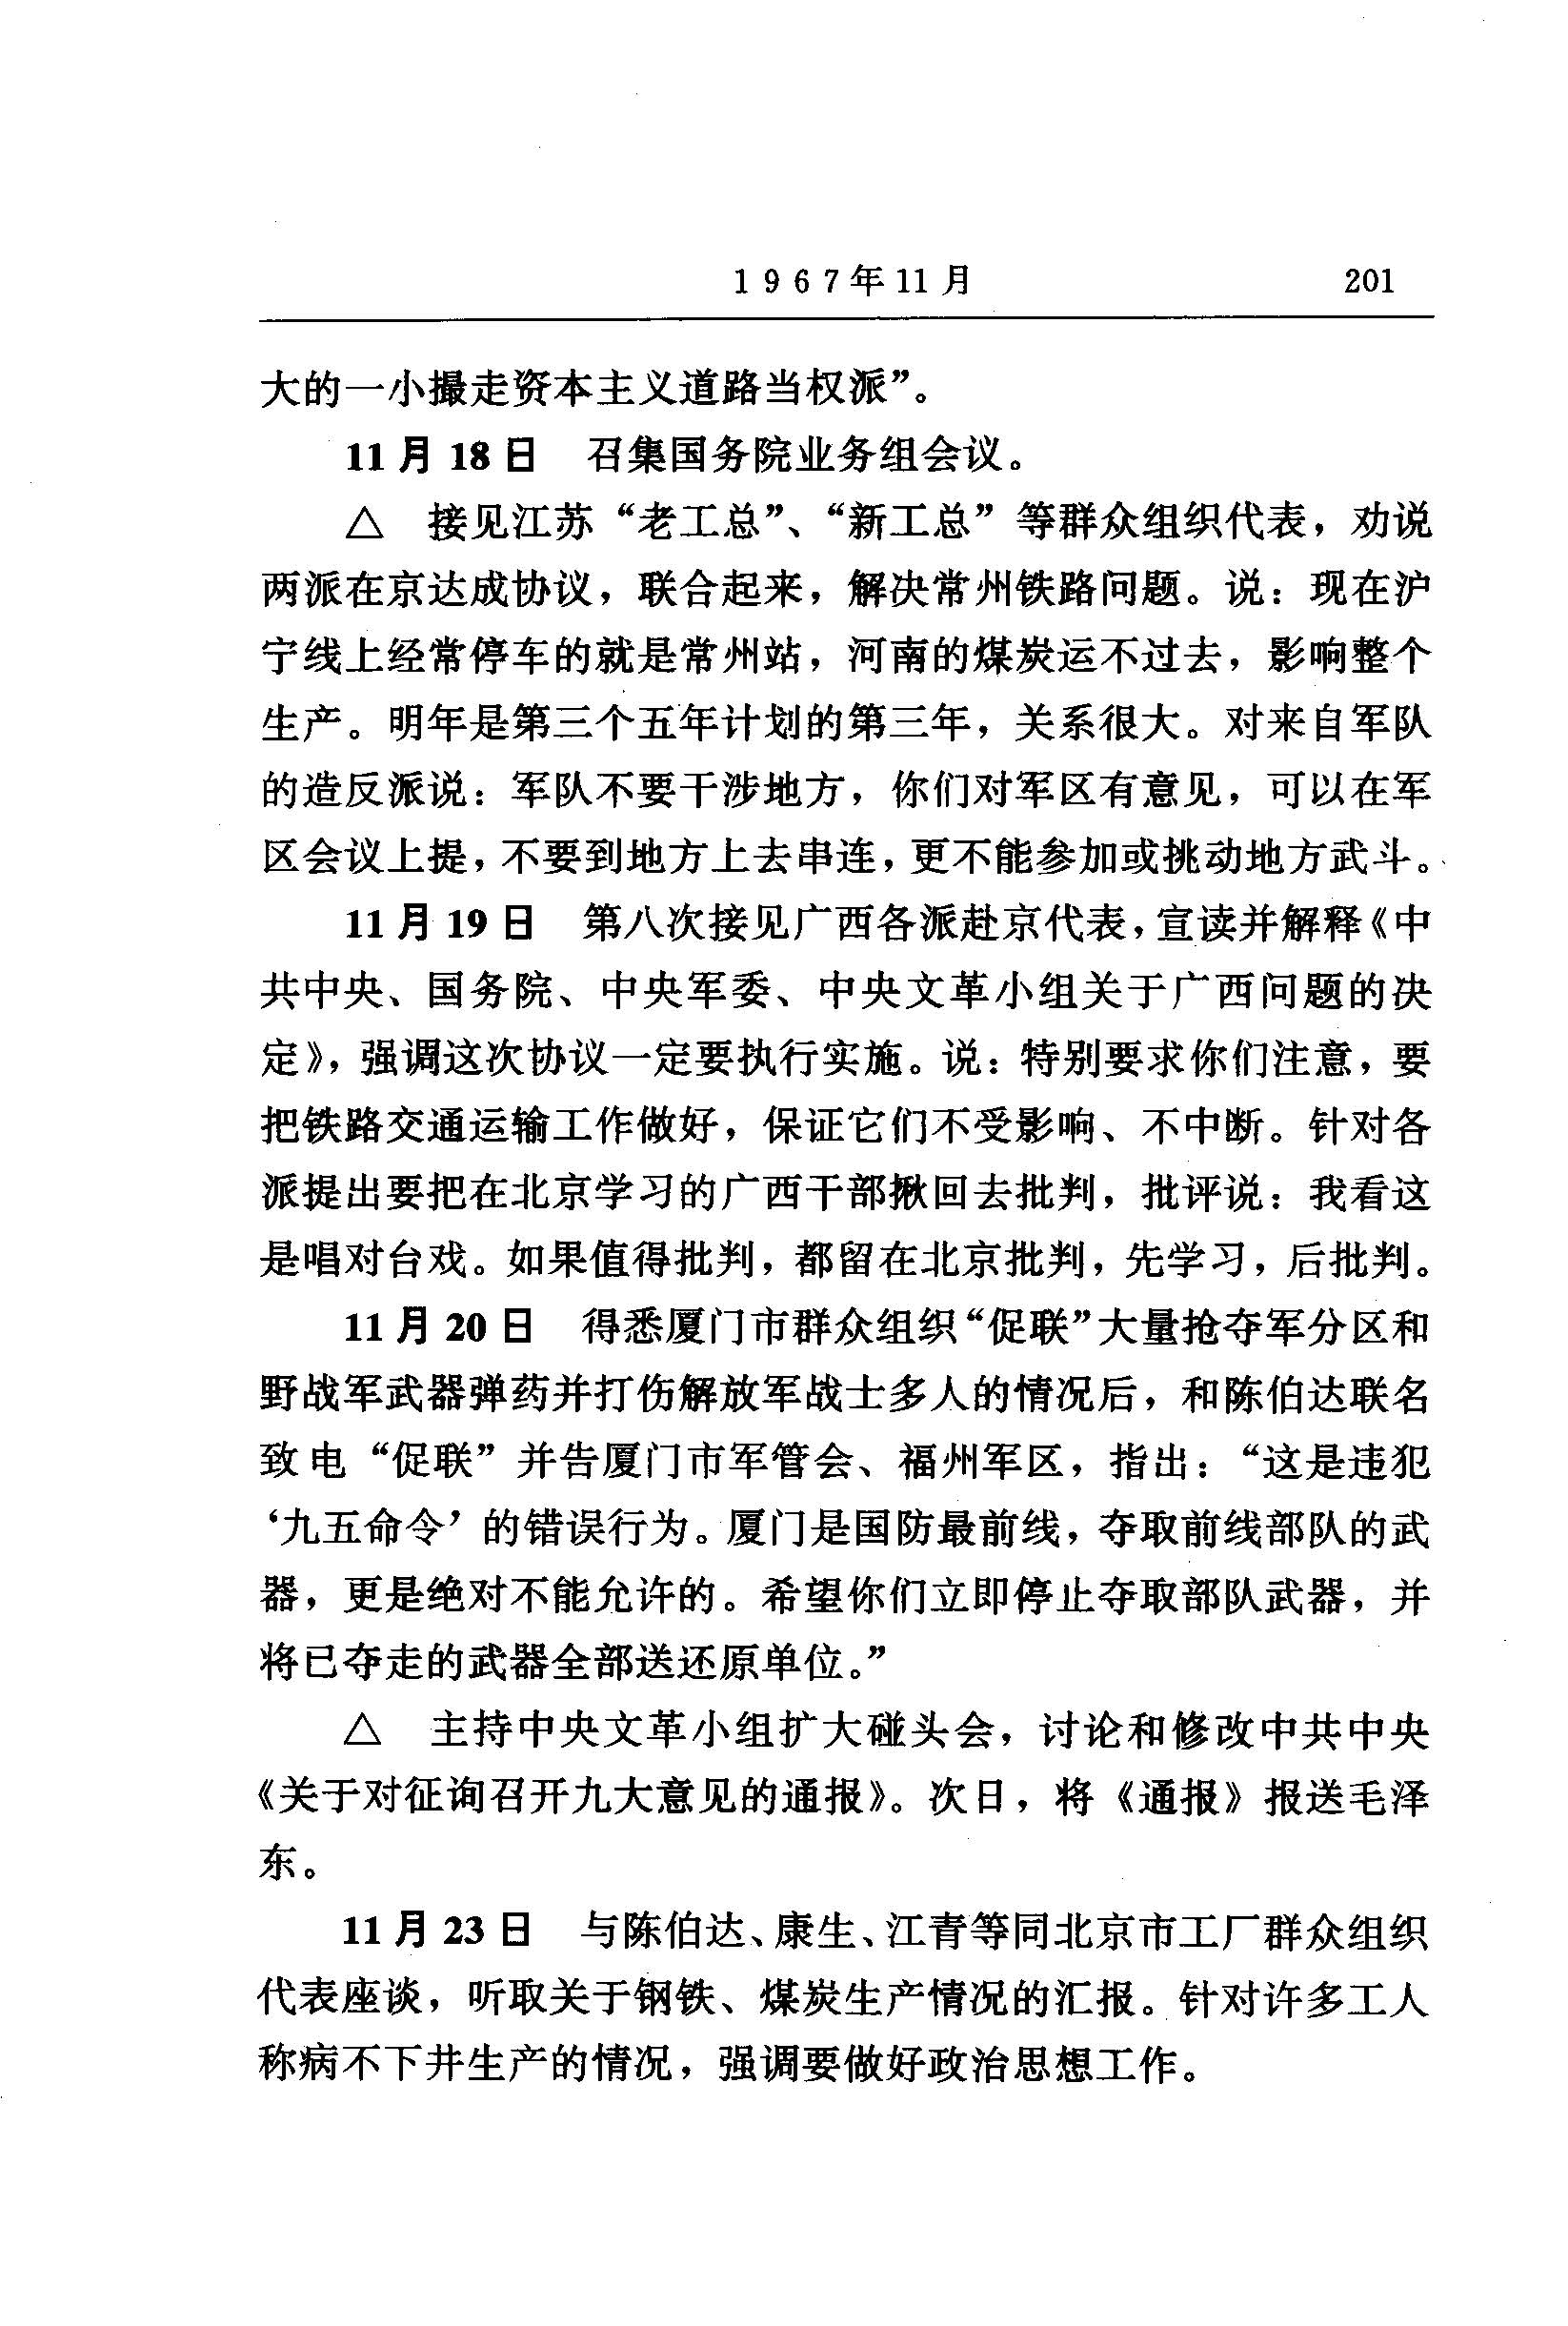 1967年11月 201
大的一小撮走资本主义道路当权派”。
11月18日 召集国务院业务组会议。
△ 接见江苏“老工总”、“新工总”等群众组织代表，劝说
两派在京达成协议，联合起来，解决常州铁路问题。说：现在沪
宁线上经常停车的就是常州站，河南的煤炭运不过去，影响整个
生产。明年是第三个五年计划的第三年，关系很大。对来自军队
的造反派说：军队不要干涉地方，你们对军区有意见，可以在军
区会议上提，不要到地方上去串连，更不能参加或挑动地方武斗。
11月19日 第八次接见广西各派赴京代表，宣读并解释《中
共中央、国务院、中央军委、中央文革小组关于广西问题的决
定》，强调这次协议一定要执行实施。说：特别要求你们注意，要
把铁路交通运输工作做好，保证它们不受影响、不中断。针对各
派提出要把在北京学习的广西干部揪回去批判，批评说：我看这
是唱对台戏。如果值得批判，都留在北京批判，先学习，后批判。
11月20日 得悉厦门市群众组织“促联”大量抢夺军分区和
野战军武器弹药并打伤解放军战士多人的情况后，和陈伯达联名
致电“促联”并告厦门市军管会、福州军区，指出：“这是违犯
‘九五命令’的错误行为。厦门是国防最前线，夺取前线部队的武
器，更是绝对不能允许的。希望你们立即停止夺取部队武器，并
将已夺走的武器全部送还原单位。”
△ 主持中央文革小组扩大碰头会，讨论和修改中共中央
《关于对征询召开九大意见的通报》。次日，将《通报》报送毛泽
东。
11月23日 与陈伯达、康生、江青等同北京市工厂群众组织
代表座谈，听取关于钢铁、煤炭生产情况的汇报。针对许多工人
称病不下井生产的情况，强调要做好政治思想工作。